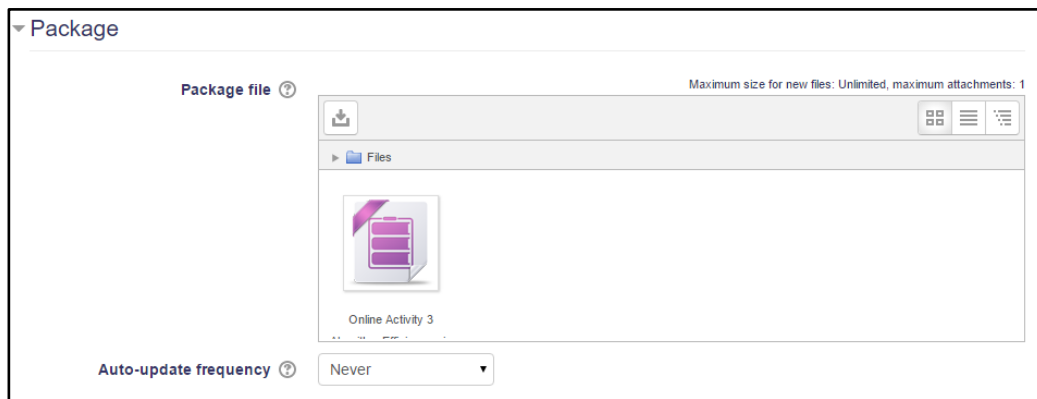 Package
Package file
Maximum size for new files: Unlimited, maximum attachments: 1
Files
Online Activity 3
Auto-update frequency
Never